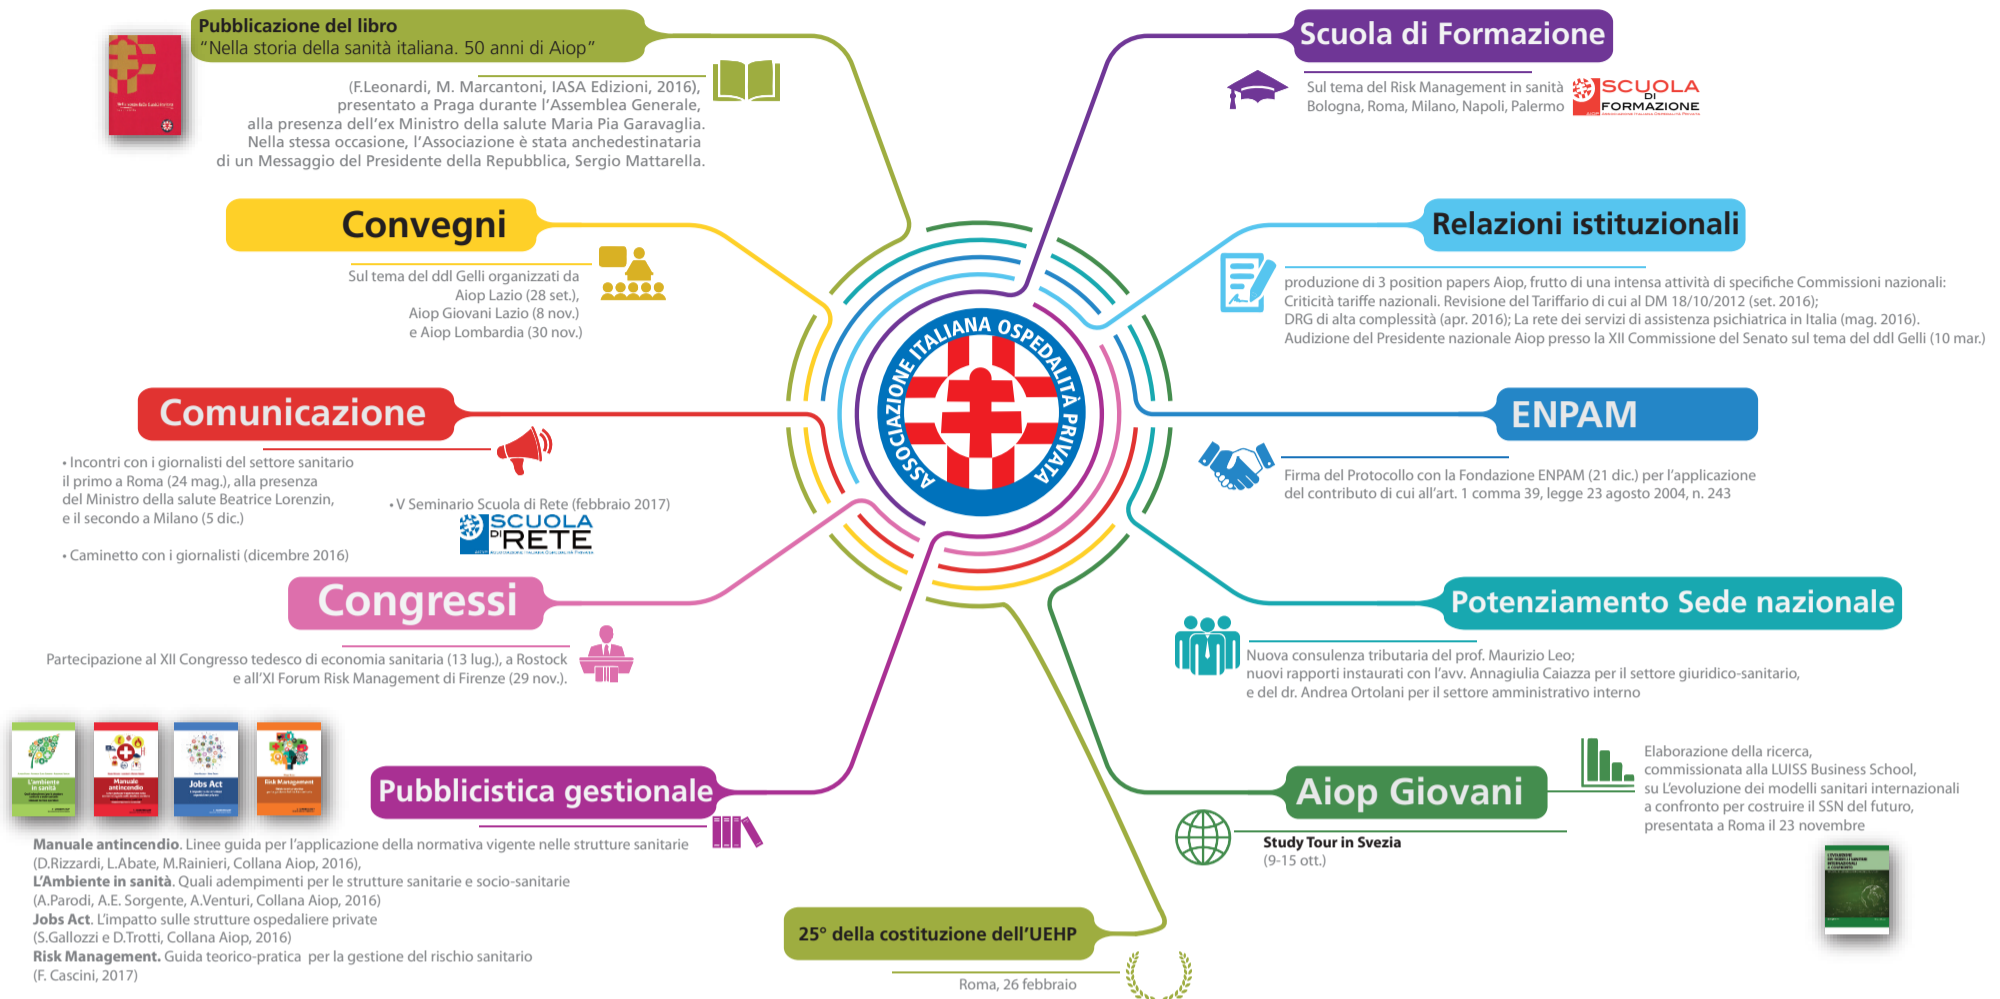 Pubblicazione del libro
“Nella storia della sanità italiana. 50 anni di Aiop”
(F.Leonardi, M. Marcantoni, IASA Edizioni, 2016),
presentato a Praga durante l’Assemblea Generale,
alla presenza dell’ex Ministro della salute Maria Pia Garavaglia.
Nella stessa occasione, l’Associazione è stata anchedestinataria
di un Messaggio del Presidente della Repubblica, Sergio Mattarella.
Convegni
Sul tema del ddl Gelli organizzati da
Aiop Lazio (28 set.),
Aiop Giovani Lazio (8 nov.)
e Aiop Lombardia (30 nov.)
Comunicazione
• Incontri con i giornalisti del settore sanitario
il primo a Roma (24 mag.), alla presenza
del Ministro della salute Beatrice Lorenzin,
e il secondo a Milano (5 dic.)
• Caminetto con i giornalisti (dicembre 2016)
• V Seminario Scuola di Rete (febbraio 2017)
SCUOLA
DI RETE
Congressi
Partecipazione al XII Congresso tedesco di economia sanitaria (13 lug.), a Rostock
e all’XI Forum Risk Management di Firenze (29 nov.).
L’ambiente
in sanità
Manuale
antincendio
Jobs Act
Risk Management
Pubblicistica gestionale
Manuale antincendio. Linee guida per l’applicazione della normativa vigente nelle strutture sanitarie
(D.Rizzardi, L.Abate, M.Rainieri, Collana Aiop, 2016),
L’Ambiente in sanità. Quali adempimenti per le strutture sanitarie e socio-sanitarie
(A.Parodi, A.E. Sorgente, A.Venturi, Collana Aiop, 2016)
Jobs Act. L’impatto sulle strutture ospedaliere private
(S.Gallozzi e D.Trotti, Collana Aiop, 2016)
Risk Management. Guida teorico-pratica per la gestione del rischio sanitario
(F. Cascini, 2017)
ASSOCIAZIONE ITALIANA OSPEDALITÀ PRIVATA
Scuola di Formazione
Sul tema del Risk Management in sanità
Bologna, Roma, Milano, Napoli, Palermo
SCUOLA
DI
FORMAZIONE
Relazioni istituzionali
produzione di 3 position papers Aiop, frutto di una intensa attività di specifiche Commissioni nazionali:
Criticità tariffe nazionali. Revisione del Tariffario di cui al DM 18/10/2012 (set. 2016);
DRG di alta complessità (apr. 2016); La rete dei servizi di assistenza psichiatrica in Italia (mag. 2016).
Audizione del Presidente nazionale Aiop presso la XII Commissione del Senato sul tema del ddl Gelli (10 mar.)
ENPAM
Firma del Protocollo con la Fondazione ENPAM (21 dic.) per l’applicazione
del contributo di cui all’art. 1 comma 39, legge 23 agosto 2004, n. 243
Potenziamento Sede nazionale
Nuova consulenza tributaria del prof. Maurizio Leo;
nuovi rapporti instaurati con l’avv. Annagiulia Caiazza per il settore giuridico-sanitario,
e del dr. Andrea Ortolani per il settore amministrativo interno
Aiop Giovani
Elaborazione della ricerca,
commissionata alla LUISS Business School,
su L’evoluzione dei modelli sanitari internazionali
a confronto per costruire il SSN del futuro,
presentata a Roma il 23 novembre
Study Tour in Svezia
(9-15 ott.)
25° della costituzione dell’UEHP
Roma, 26 febbraio